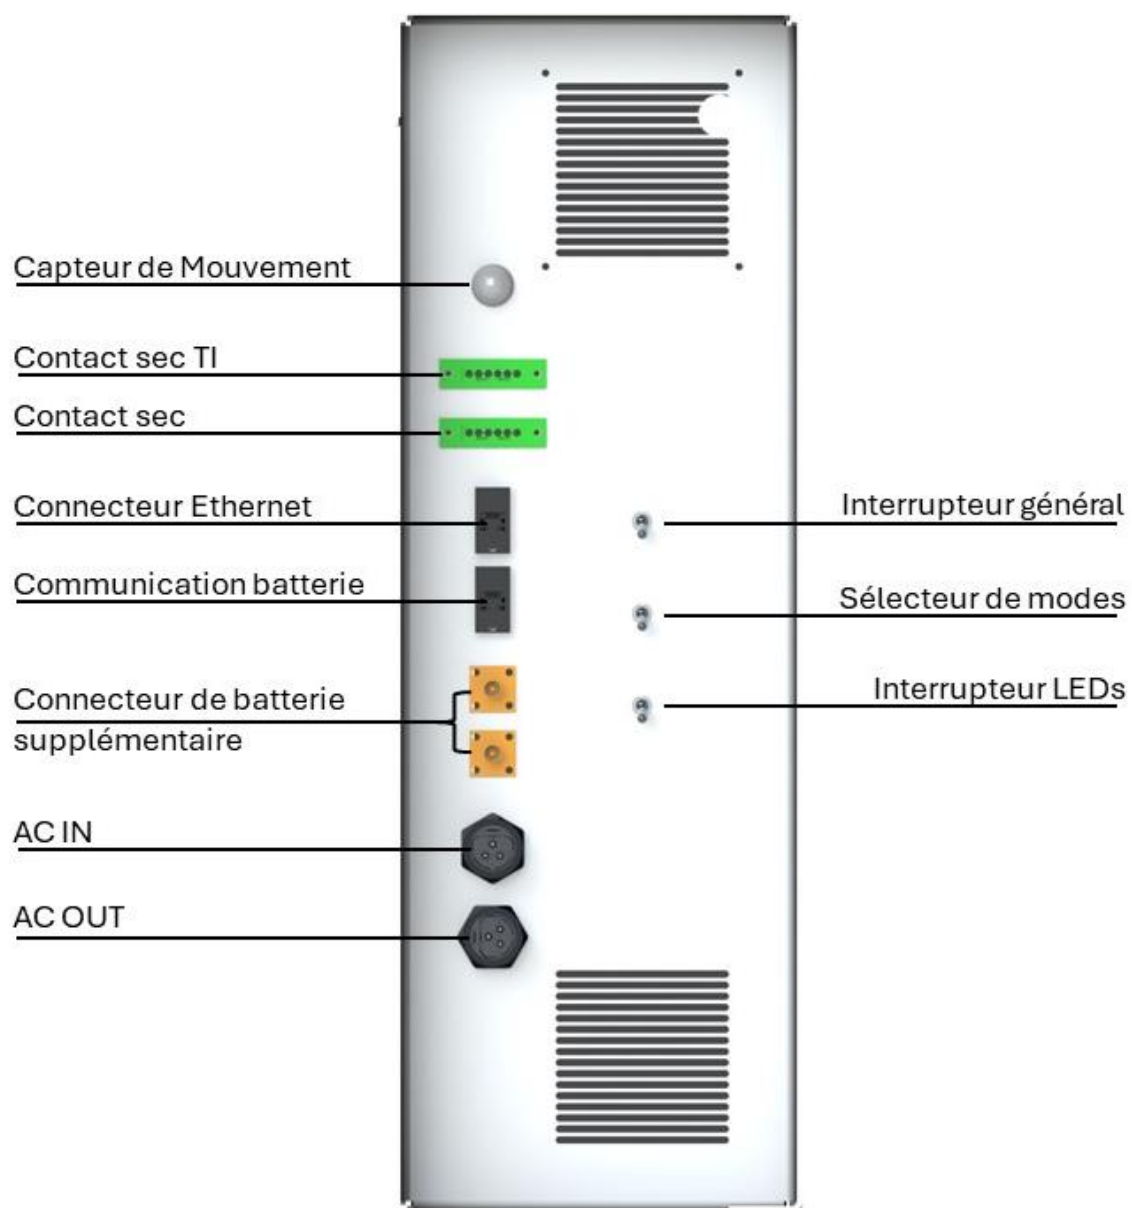 Capteur de Mouvement
Contact sec TI
Contact sec
Connecteur Ethernet
Communication batterie
Connecteur de batterie
supplémentaire
AC IN
AC OUT
Interrupteur général
Sélecteur de modes
Interrupteur LEDs